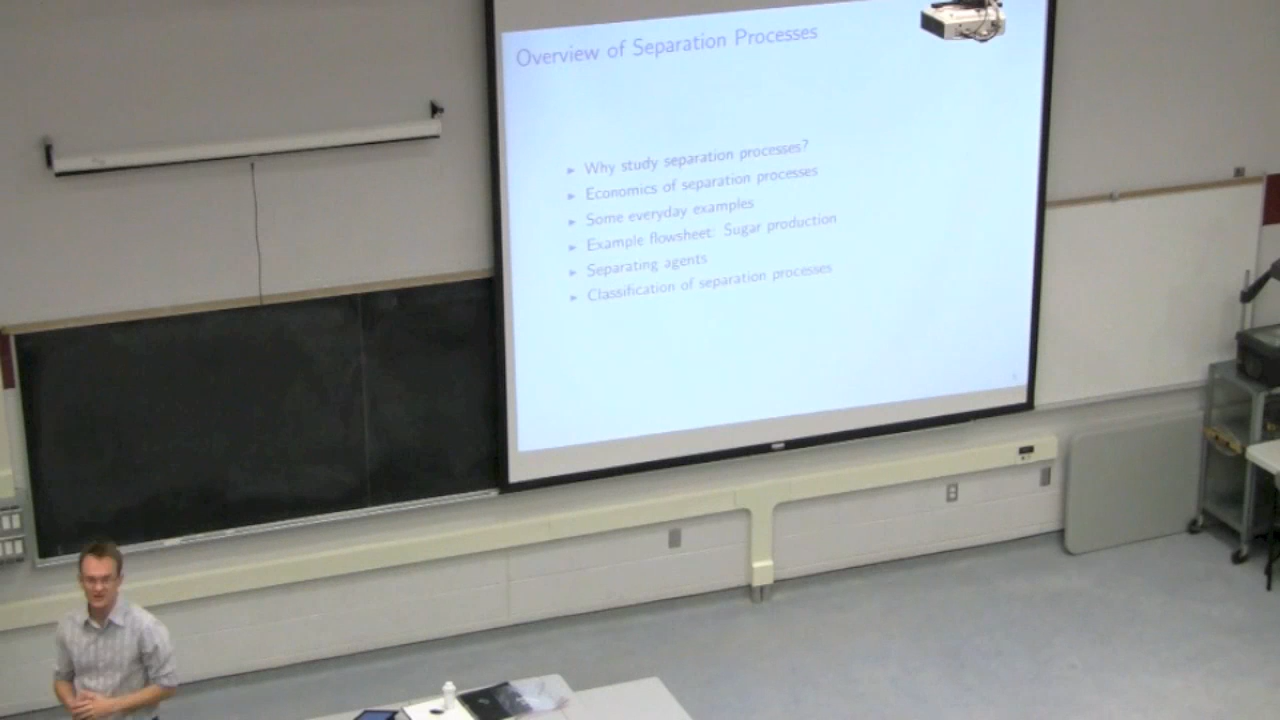 Overview of Separation Processes
▶ Why study separation processes?
▶ Economics of separation processes
▶ Some everyday examples
▶ Example flowsheet: Sugar production
▶ Separating agents
▶ Classification of separation processes